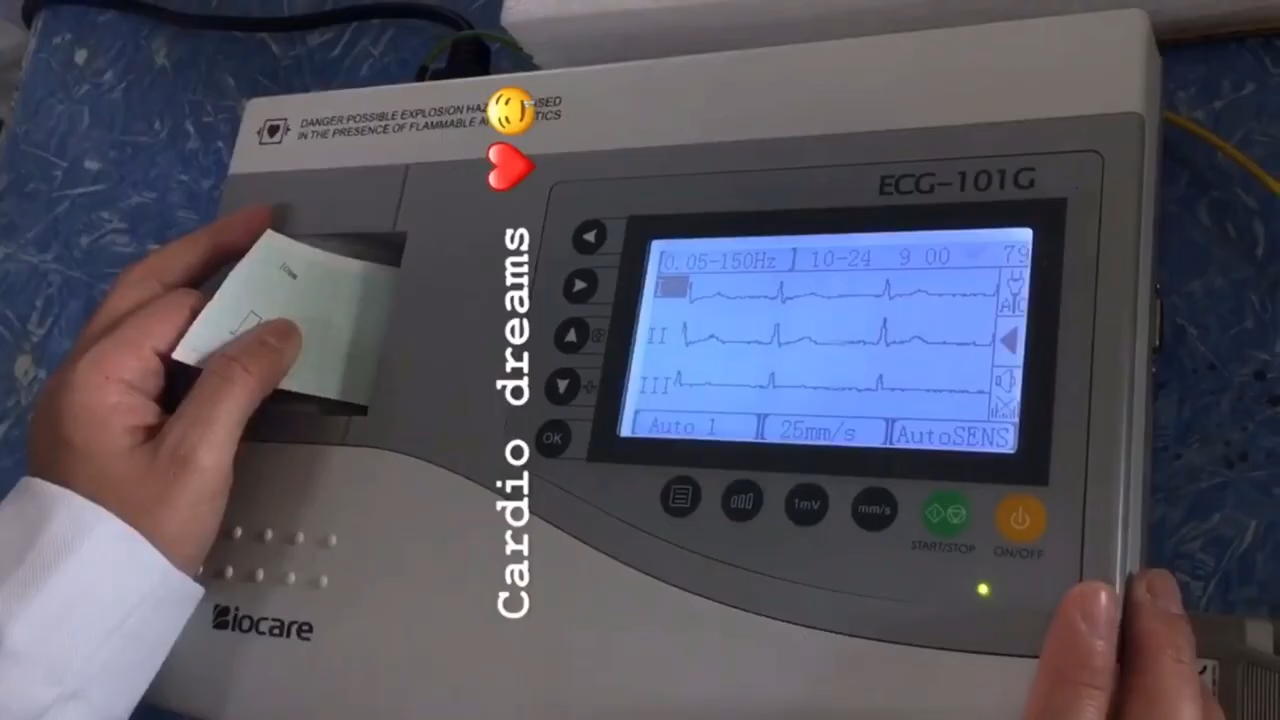 DANGER:POSSIBLE EXPLOSION
IN THE PRESENCE OF FLAMMABLE
ECG-101G
[0.05-150Hz ] 10-24 9 00 79
I
II
III
Auto 1 [ 25mm/s ][AutoSENS]
OK
1mV
mm/s
START/STOP
ON/OFF
Biocare
Cardio dreams